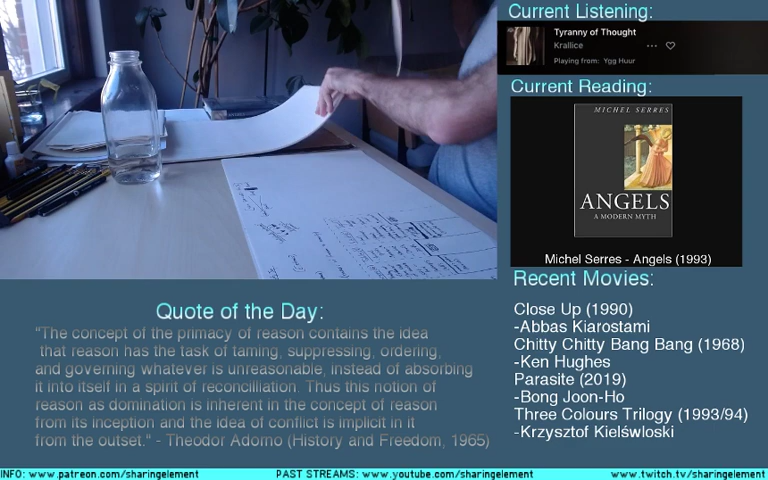 Current Listening:
Tyranny of Thought
Krallice
Playing from: Ygg Huur
Current Reading:
MICHEL SERRES
ANGELS
A MODERN MYTH
Michel Serres - Angels (1993)
Recent Movies:
Close Up (1990)
-Abbas Kiarostami
Chitty Chitty Bang Bang (1968)
-Ken Hughes
Parasite (2019)
-Bong Joon-Ho
Three Colours Trilogy (1993/94)
-Krzysztof Kielśwloski
Quote of the Day:
"The concept of the primacy of reason contains the idea
that reason has the task of taming, suppressing, ordering,
and governing whatever is unreasonable, instead of absorbing
it into itself in a spirit of reconcilliation. Thus this notion of
reason as domination is inherent in the concept of reason
from its inception and the idea of conflict is implicit in it
from the outset." - Theodor Adorno (History and Freedom, 1965)
INFO: www.patreon.com/sharingelement
PAST STREAMS: www.youtube.com/sharingelement
www.twitch.tv/sharingelement